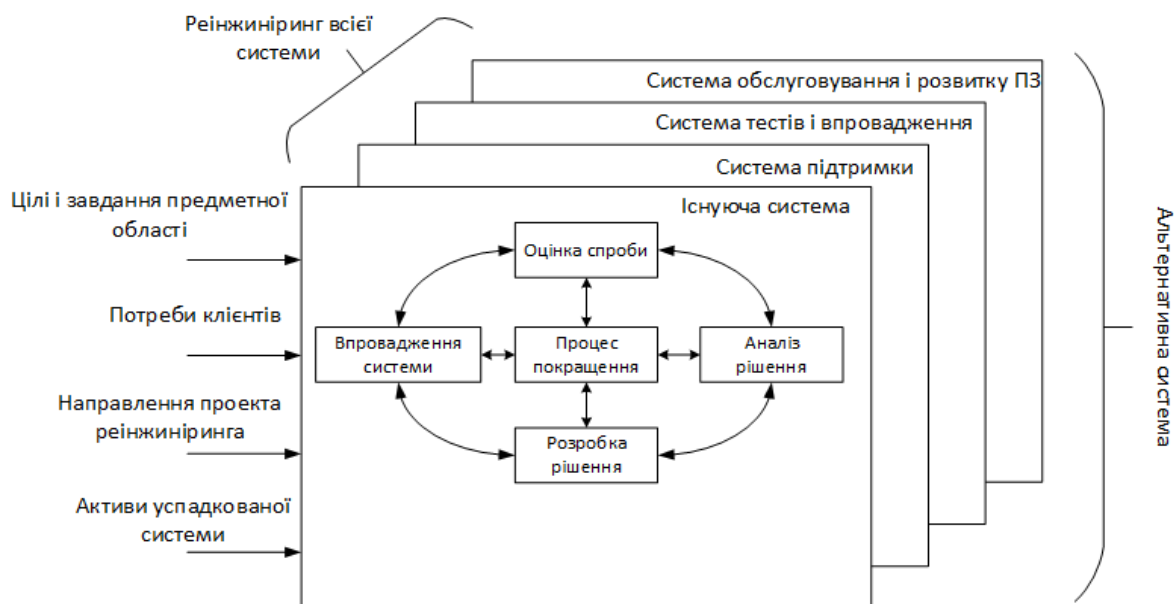 Реінжиніринг всієї
системи
Система обслуговування і розвитку ПЗ
Система тестів і впровадження
Система підтримки
Існуюча система
Цілі і завдання предметної
області
Потреби клієнтів
Направлення проекта
реінжиніринга
Активи успадкованої
системи
Оцінка спроби
Впровадження
системи
Процес
покращення
Аналіз
рішення
Розробка
рішення
Альтернативна система